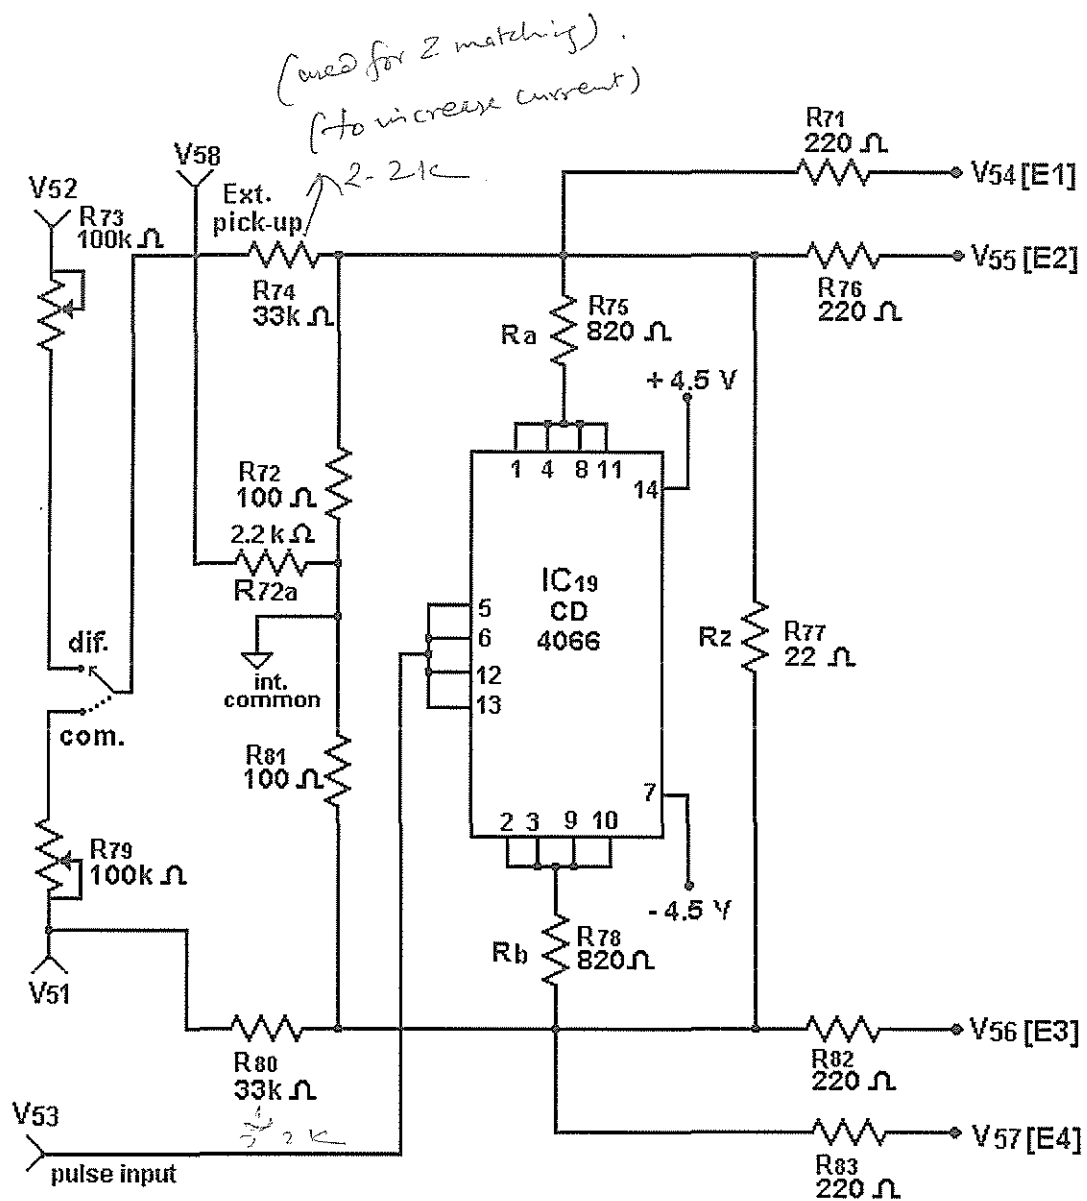 (used for Z matching).
(to increase current)
2.2k
V58
V52
Ext.
pick-up
R73
100k Ω
R74
33k Ω
R71
220 Ω
V54 [E1]
V55 [E2]
R76
220 Ω
R75
820 Ω
Ra
+ 4.5 V
1 4 8 11
14
R72
100 Ω
2.2 k Ω
R72a
IC19
CD
4066
5
6
12
13
Rz
R77
22 Ω
dif.
int.
common
com.
R81
100 Ω
7
2 3 9 10
R79
100k Ω
- 4.5 V
Rb
R78
820 Ω
V51
R80
33k Ω
2 k
V56 [E3]
R82
220 Ω
V53
pulse input
V57 [E4]
R83
220 Ω